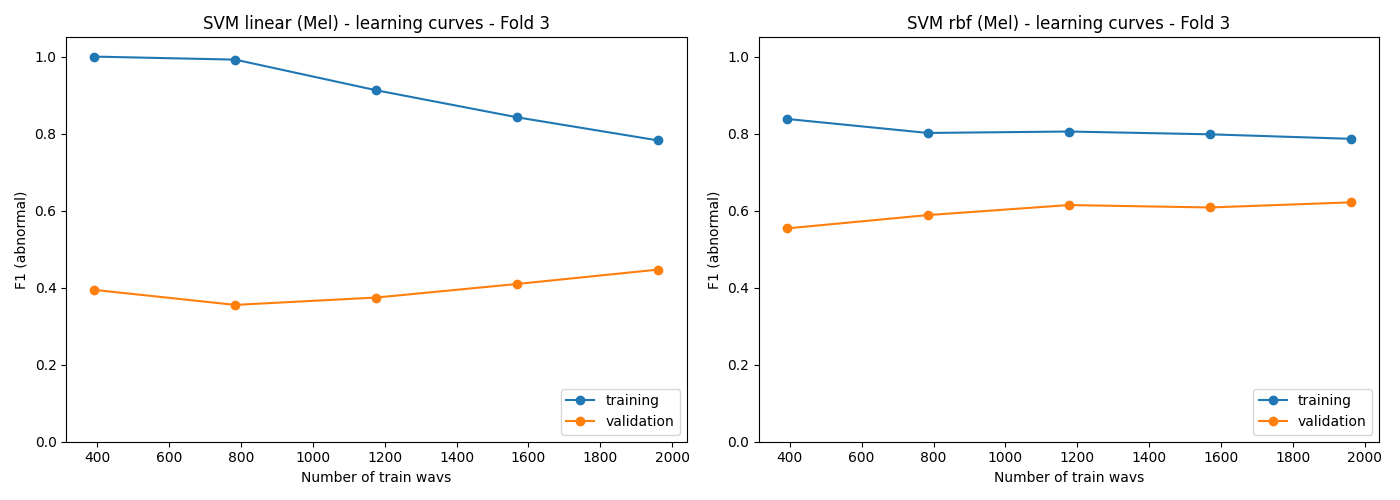 SVM linear (Mel) - learning curves - Fold 3
F1 (abnormal)
1.0
0.8
0.6
0.4
0.2
0.0
training
validation
400 600 800 1000 1200 1400 1600 1800 2000
Number of train wavs
SVM rbf (Mel) - learning curves - Fold 3
F1 (abnormal)
1.0
0.8
0.6
0.4
0.2
0.0
training
validation
400 600 800 1000 1200 1400 1600 1800 2000
Number of train wavs